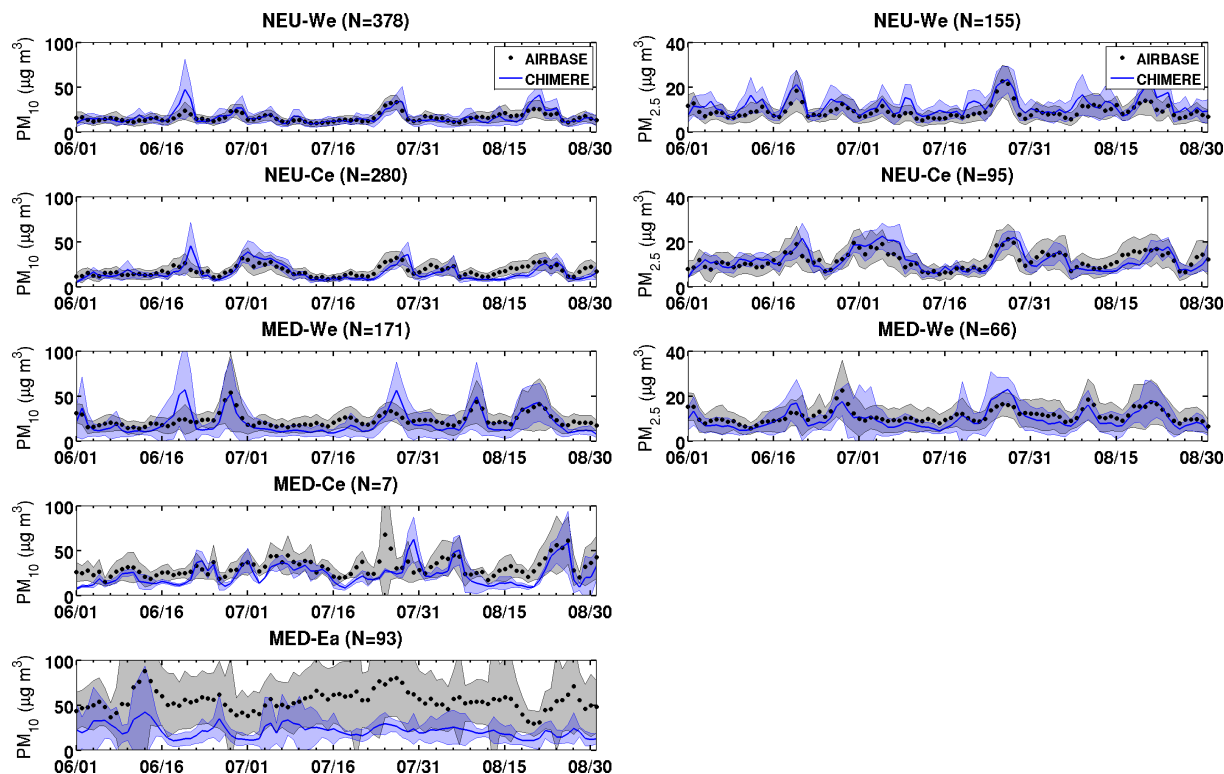 NEU-We (N=378)
PM10 (µg m3)
100
50
0
AIRBASE
CHIMERE
06/01 06/16 07/01 07/16 07/31 08/15 08/30
NEU-We (N=155)
PM2.5 (µg m3)
40
20
0
AIRBASE
CHIMERE
06/01 06/16 07/01 07/16 07/31 08/15 08/30
NEU-Ce (N=280)
PM10 (µg m3)
100
50
0
06/01 06/16 07/01 07/16 07/31 08/15 08/30
NEU-Ce (N=95)
PM2.5 (µg m3)
40
20
0
06/01 06/16 07/01 07/16 07/31 08/15 08/30
MED-We (N=171)
PM10 (µg m3)
100
50
0
06/01 06/16 07/01 07/16 07/31 08/15 08/30
MED-We (N=66)
PM2.5 (µg m3)
40
20
0
06/01 06/16 07/01 07/16 07/31 08/15 08/30
MED-Ce (N=7)
PM10 (µg m3)
100
50
0
06/01 06/16 07/01 07/16 07/31 08/15 08/30
MED-Ea (N=93)
PM10 (µg m3)
100
50
0
06/01 06/16 07/01 07/16 07/31 08/15 08/30